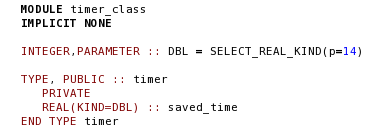 MODULE timer_class
IMPLICIT NONE
INTEGER,PARAMETER :: DBL = SELECT_REAL_KIND(p=14)
TYPE, PUBLIC :: timer
PRIVATE
REAL(KIND=DBL) :: saved_time
END TYPE timer